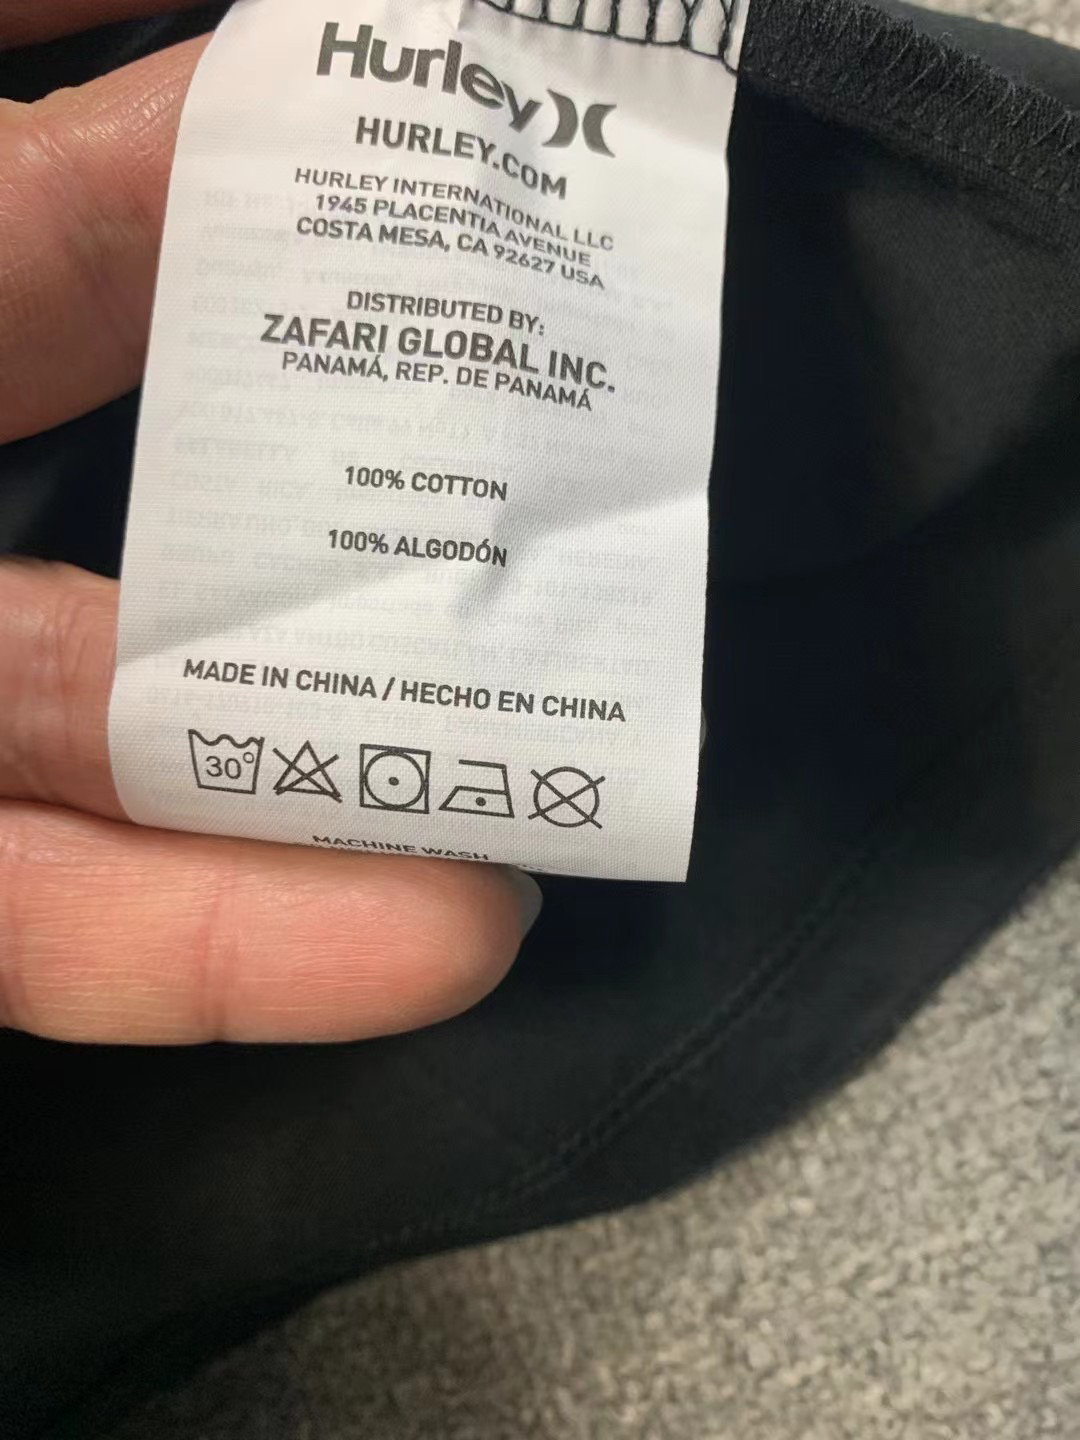 Hurley
HURLEY.COM
HURLEY INTERNATIONAL LLC
1945 PLACENTIA AVENUE
COSTA MESA, CA 92627 USA
DISTRIBUTED BY:
ZAFARI GLOBAL INC.
PANAMÁ, REP. DE PANAMÁ
100% COTTON
100% ALGODÓN
MADE IN CHINA / HECHO EN CHINA
30°
MACHINE WASH